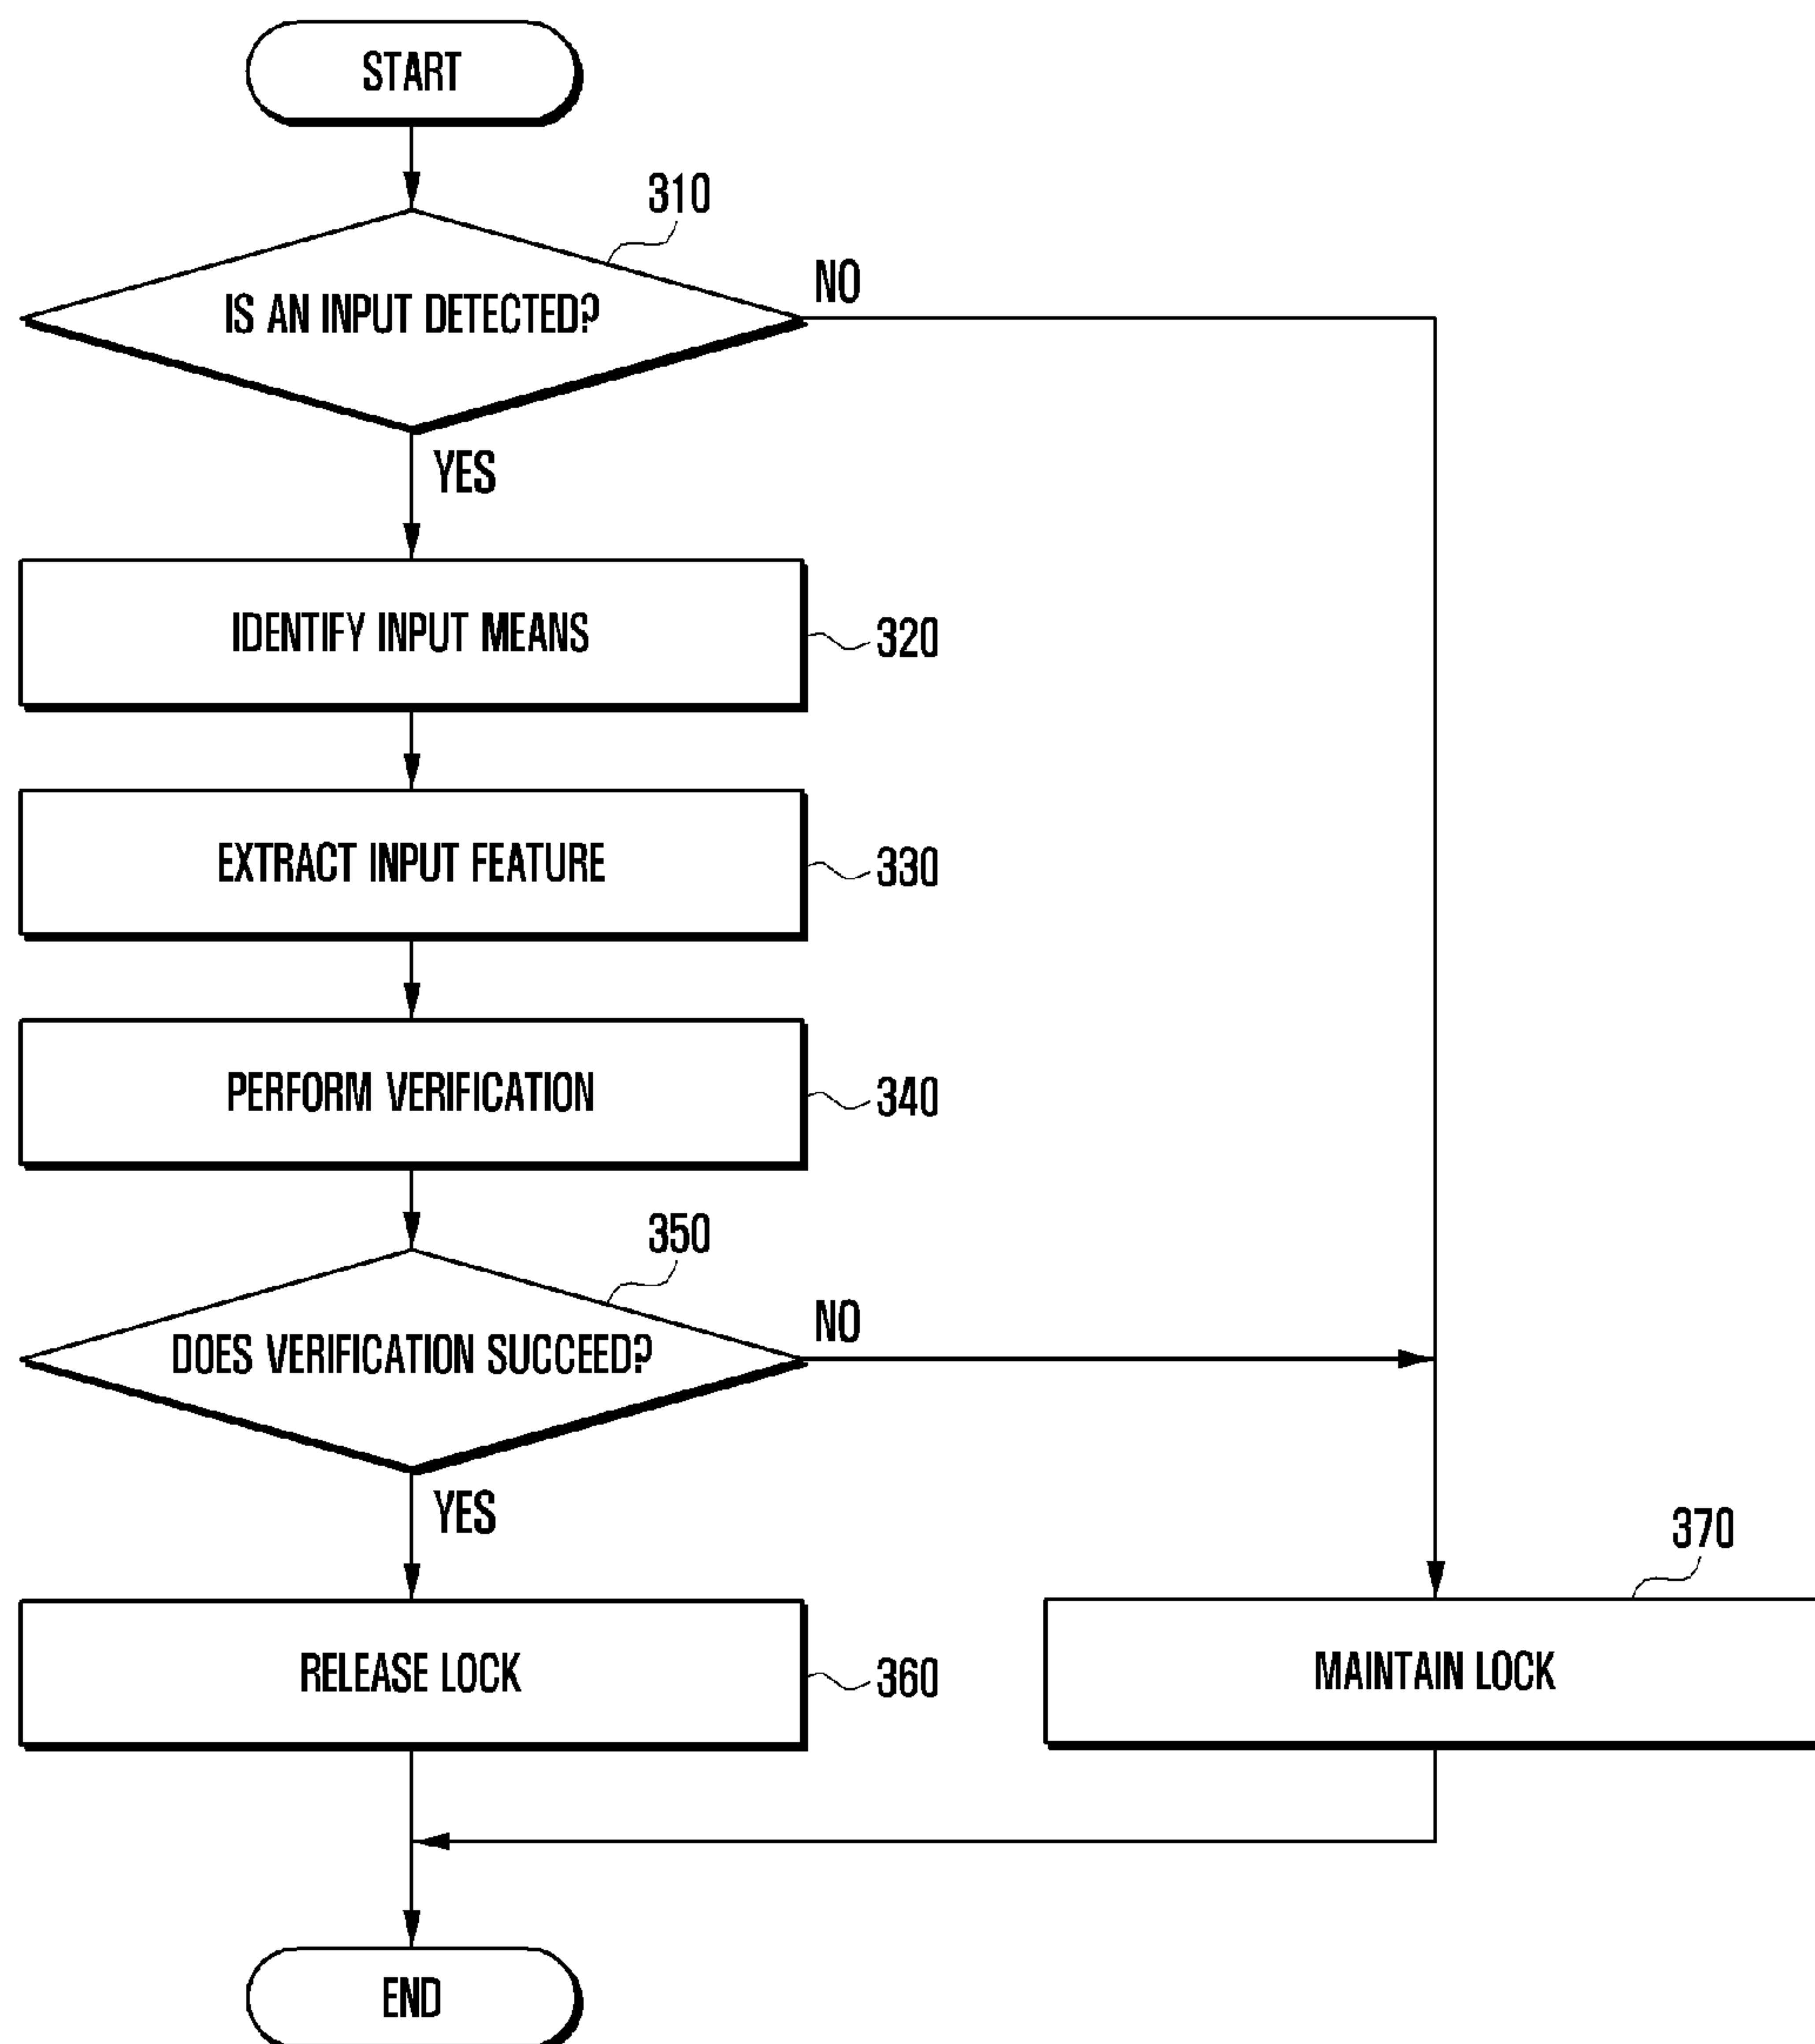 START
310
IS AN INPUT DETECTED?
NO
YES
IDENTIFY INPUT MEANS
320
EXTRACT INPUT FEATURE
330
PERFORM VERIFICATION
340
350
DOES VERIFICATION SUCCEED?
NO
YES
370
RELEASE LOCK
360
MAINTAIN LOCK
END